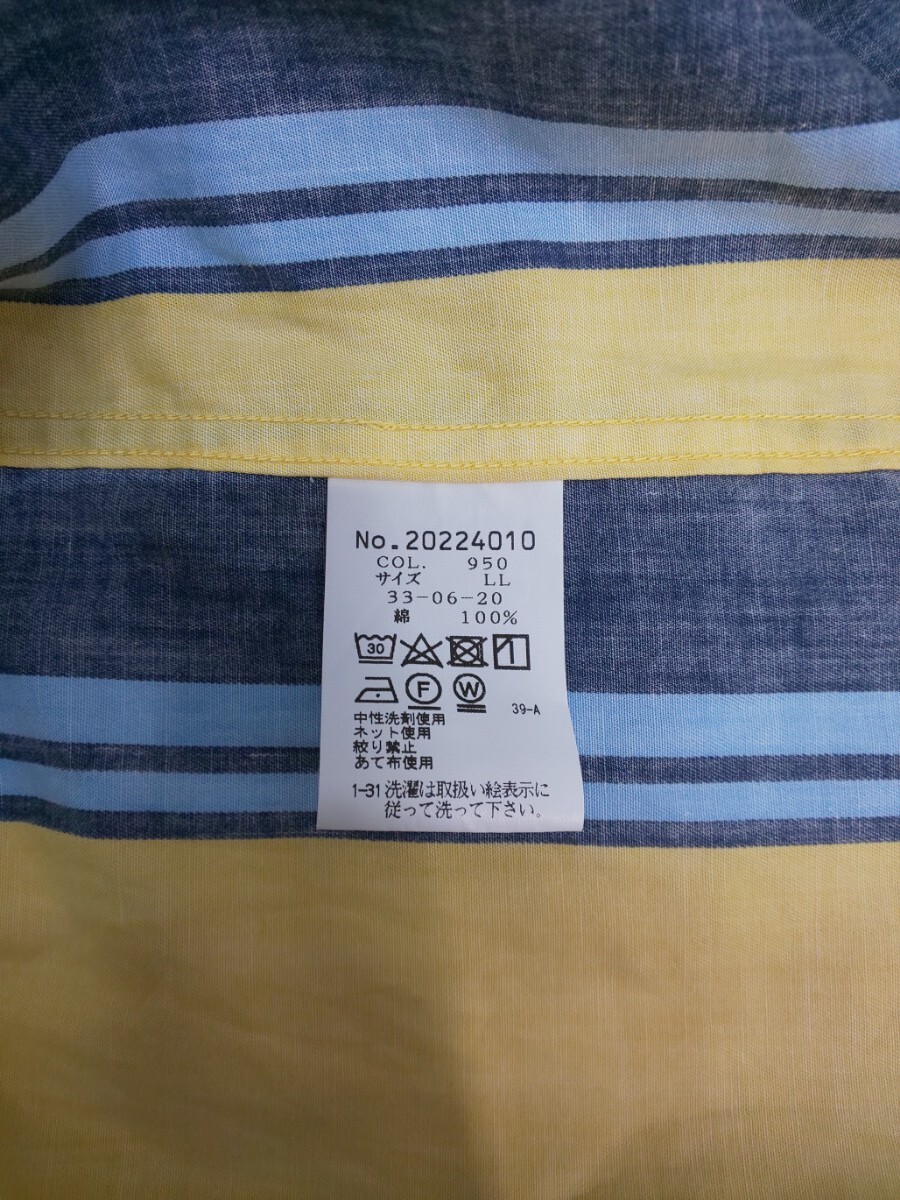 No.20224010
COL. 950
サイズ LL
33-06-20
綿 100%
30
F W
39-A
中性洗剤使用
ネット使用
絞り禁止
あて布使用
1-31 洗濯は取扱い絵表示に
従って洗って下さい。